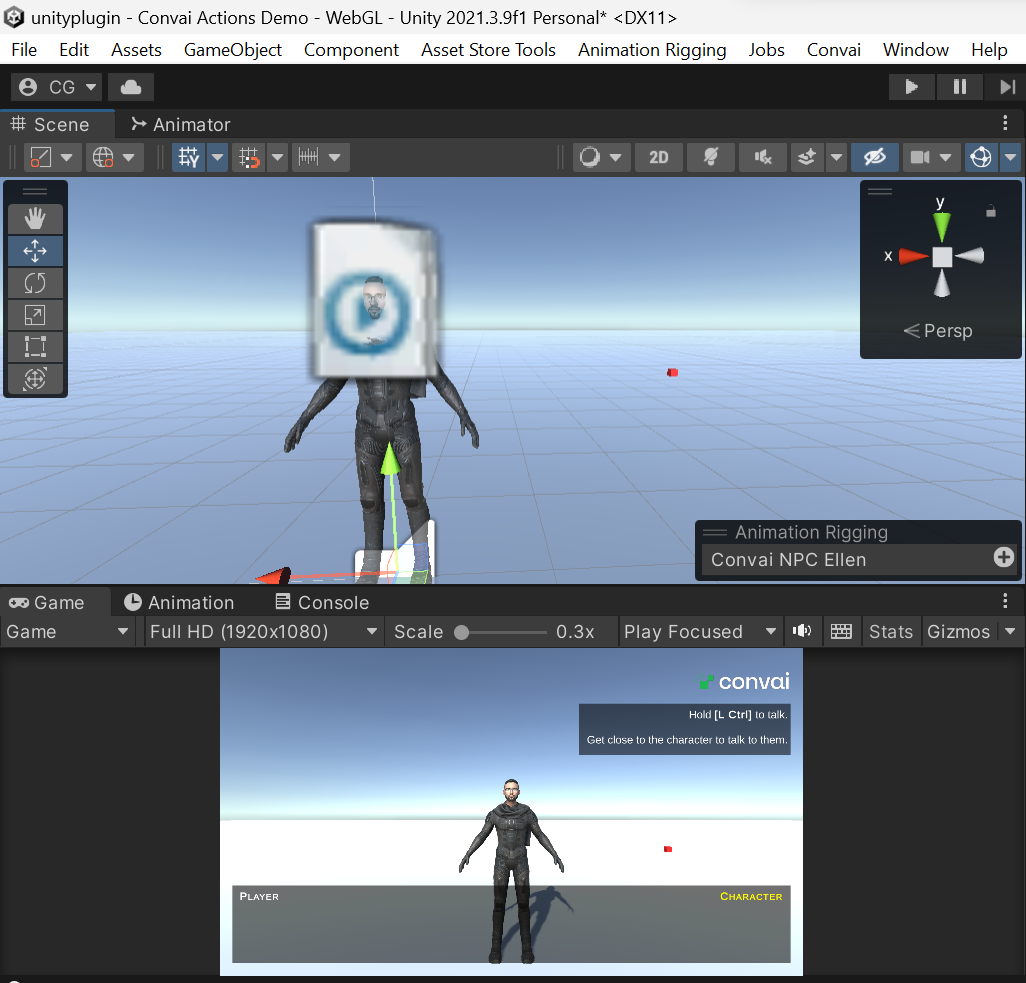 unityplugin - Convai Actions Demo - WebGL - Unity 2021.3.9f1 Personal* <DX11>
File Edit Assets GameObject Component Asset Store Tools Animation Rigging Jobs Convai Window Help
CG
Scene Animator
2D
y
x
Persp
Animation Rigging
Convai NPC Ellen
Game Animation Console
Game Full HD (1920x1080) Scale 0.3x Play Focused Stats Gizmos
convai
Hold [L Ctrl] to talk.
Get close to the character to talk to them.
PLAYER CHARACTER